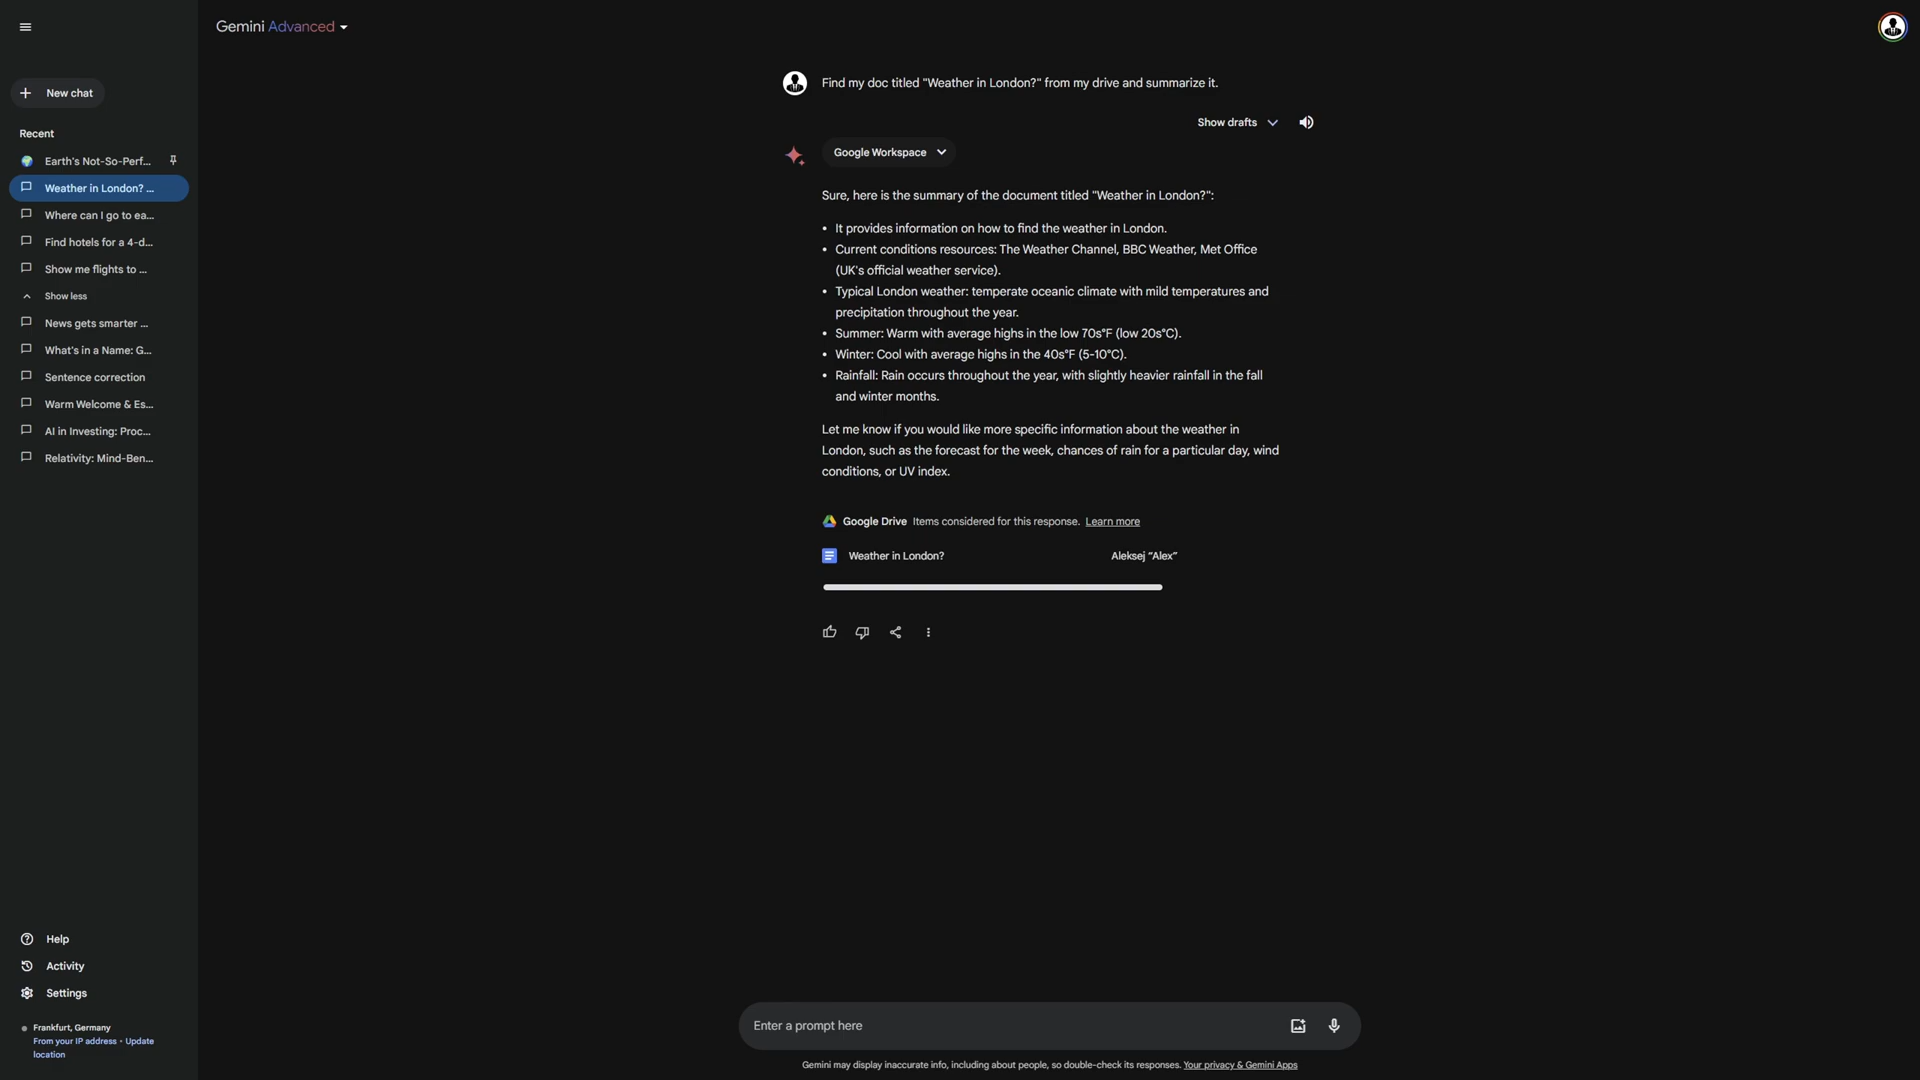 Gemini Advanced
New chat
Recent
Earth's Not-So-Perf...
Weather in London? ...
Where can I go to ea...
Find hotels for a 4-d...
Show me flights to ...
Show less
News gets smarter ...
What's in a Name: G...
Sentence correction
Warm Welcome & Es...
AI in Investing: Proc...
Relativity: Mind-Ben...
Help
Activity
Settings
Frankfurt, Germany
From your IP address • Update
location
Find my doc titled "Weather in London?" from my drive and summarize it.
Show drafts
Google Workspace
Sure, here is the summary of the document titled "Weather in London?":
• It provides information on how to find the weather in London.
• Current conditions resources: The Weather Channel, BBC Weather, Met Office
(UK's official weather service).
• Typical London weather: temperate oceanic climate with mild temperatures and
precipitation throughout the year.
• Summer: Warm with average highs in the low 70s°F (low 20s°C).
• Winter: Cool with average highs in the 40s°F (5-10°C).
• Rainfall: Rain occurs throughout the year, with slightly heavier rainfall in the fall
and winter months.
Let me know if you would like more specific information about the weather in
London, such as the forecast for the week, chances of rain for a particular day, wind
conditions, or UV index.
Google Drive Items considered for this response. Learn more
Weather in London? Aleksej “Alex”
Enter a prompt here
Gemini may display inaccurate info, including about people, so double-check its responses. Your privacy & Gemini Apps